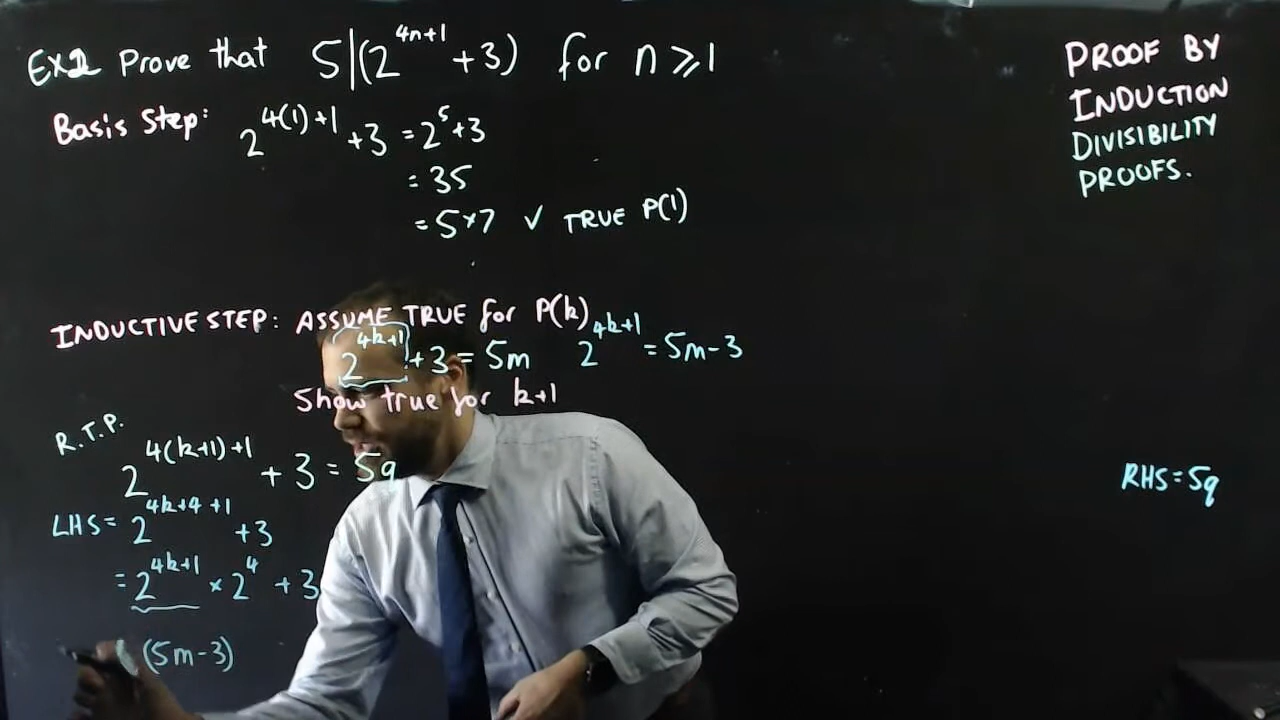 Ex2 Prove that 5|(2^{4n+1} + 3) for n ⩾ 1
Basis Step: 2^{4(1)+1} + 3 = 2^5 + 3
= 35
= 5×7 ✓ TRUE P(1)
INDUCTIVE STEP: ASSUME TRUE for P(k)
2^{4k+1} + 3 = 5m 2^{4k+1} = 5m - 3
Show true for k+1
R.T.P.
2^{4(k+1)+1} + 3 = 5q
LHS = 2^{4k+4+1} + 3
= 2^{4k+1} × 2^4 + 3
(5m - 3)
PROOF BY
INDUCTION
DIVISIBILITY
PROOFS.
RHS = 5q